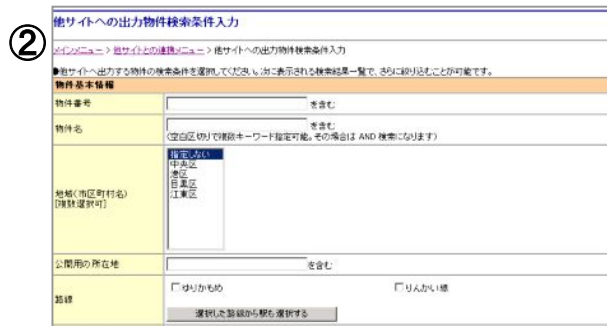 他サイトへの出力物件検索条件入力
②
メインメニュー > 他サイトとの連携メニュー > 他サイトへの出力物件検索条件入力
●他サイトへ出力する物件の検索条件を選択してください。次に表示される検索結果一覧で、さらに絞り込むことが可能です。
物件基本情報
物件番号 を含む
物件名 を含む
(空白区切りで複数キーワード指定可能。その場合は AND 検索になります)
指定しない
中央区
港区
目黒区
江東区
地域(市区町村名)
[複数選択可]
公開用の所在地 を含む
路線
ゆりかもめ りんかい線
選択した路線から駅も選択する